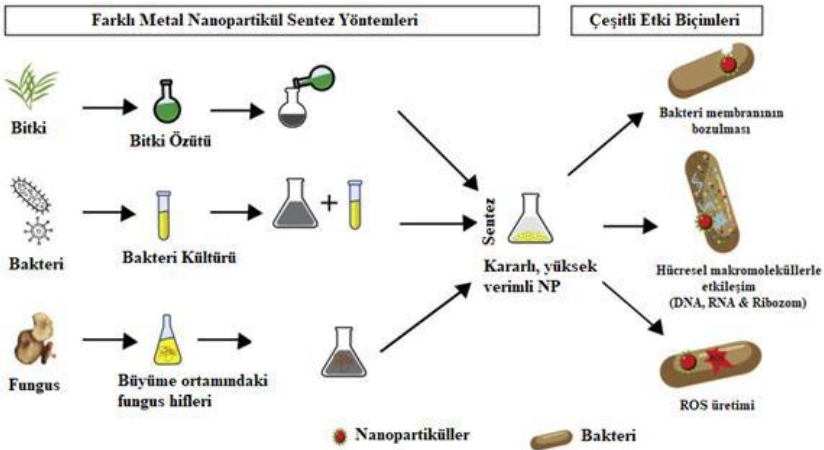 Farklı Metal Nanopartikül Sentez Yöntemleri
Çeşitli Etki Biçimleri
Bitki
Bitki Özütü
Bakteri membranının
bozulması
Bakteri
Bakteri Kültürü
+
Sentez
Kararlı, yüksek
verimli NP
Hücresel makromoleküllerle
etkileşim
(DNA, RNA & Ribozom)
Fungus
Büyüme ortamındaki
fungus hifleri
ROS
ROS üretimi
Nanopartiküller
Bakteri